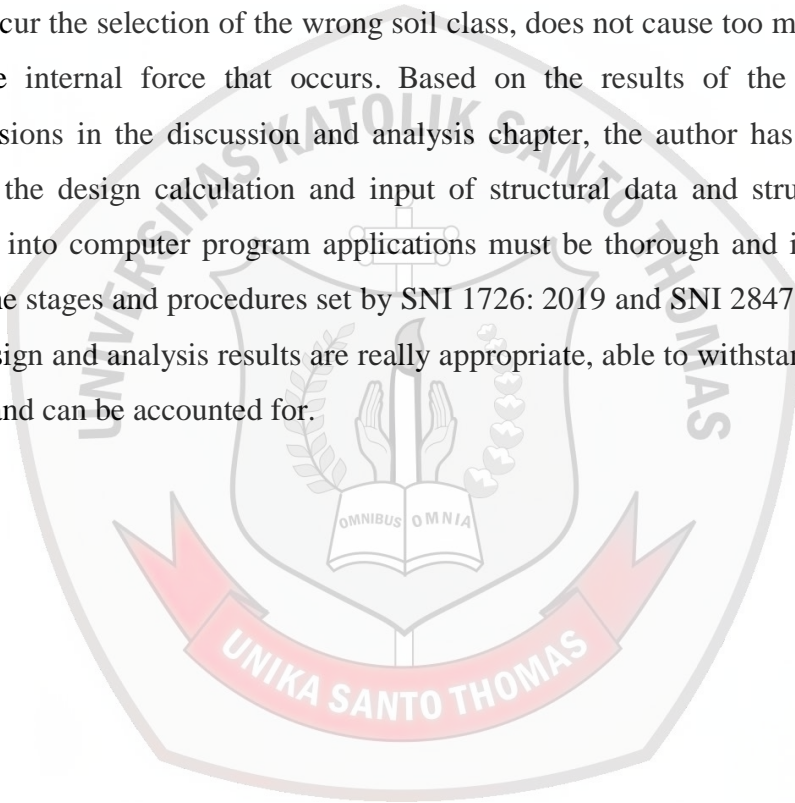 cur the selection of the wrong soil class, does not cause too m
e internal force that occurs. Based on the results of the
sions in the discussion and analysis chapter, the author has
the design calculation and input of structural data and stru
into computer program applications must be thorough and i
ne stages and procedures set by SNI 1726: 2019 and SNI 2847
sign and analysis results are really appropriate, able to withstan
and can be accounted for.
UNIVERSITAS KATOLIK SANTO THOMAS
OMNIBUS OMNIA
UNIKA SANTO THOMAS